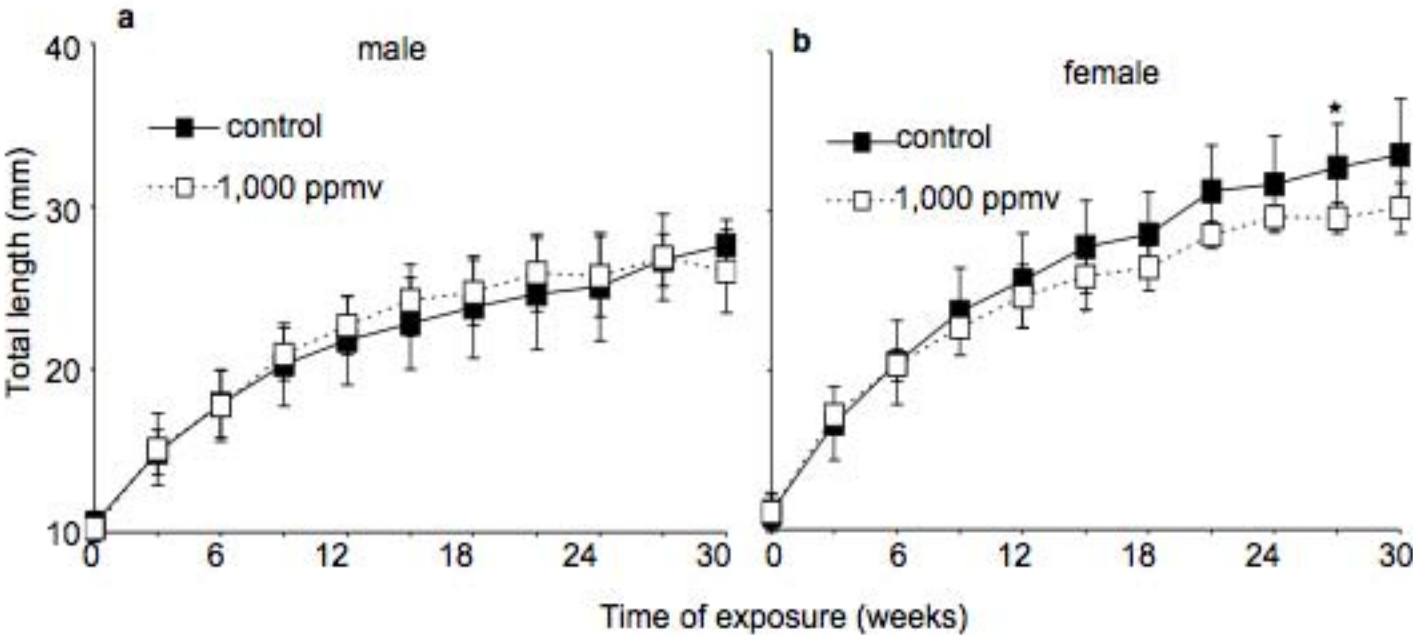 a
male
40
30
20
10
control
1,000 ppmv
Total length (mm)
0 6 12 18 24 30
b
female
*
control
1,000 ppmv
0 6 12 18 24 30
Time of exposure (weeks)